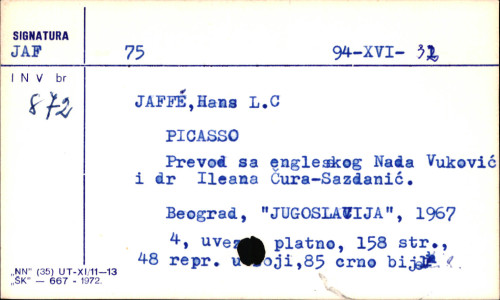 SIGNATURA
JAF 75 94-XVI- 32
INV br
872
JAFFÉ, Hans L.C
PICASSO
Prevod sa engleskog Nada Vuković
i dr Ileana Čura-Sazdanić.
Beograd, "JUGOSLAVIJA", 1967
4, platno, 158 str.,
48 repr. 85 crno
„NN" (35) UT-XI/11—13
„ŠK" — 667 - 1972.